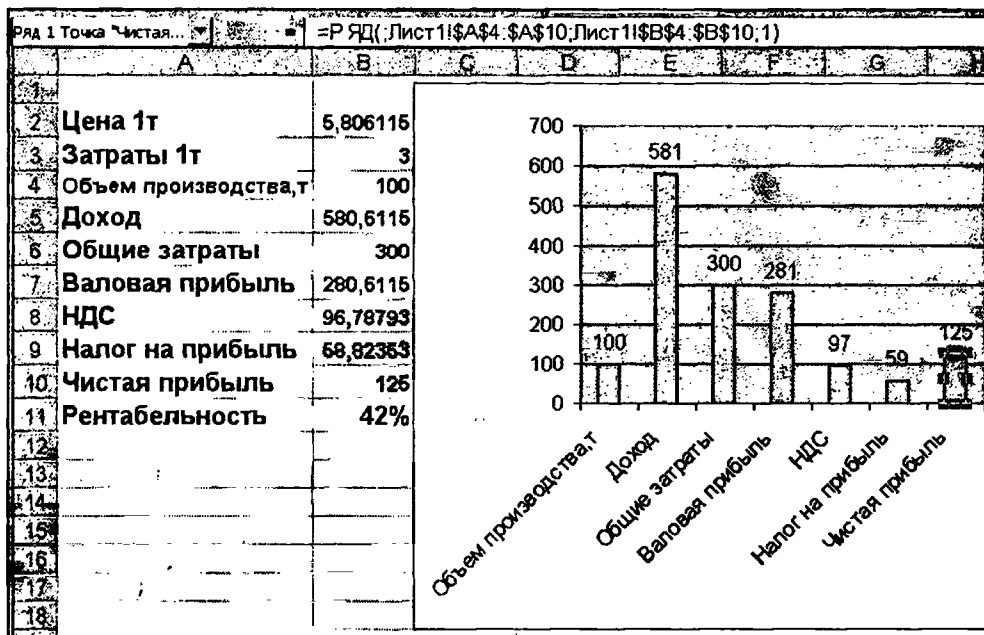 Ряд 1 Точка "Чистая... =РЯД(;Лист1!$A$4:$A$10;Лист1!$B$4:$B$10;1)
A B C D E F G H
1
2 Цена 1т 5,806115
3 Затраты 1т 3
4 Объем производства,т 100
5 Доход 580,6115
6 Общие затраты 300
7 Валовая прибыль 280,6115
8 НДС 96,78793
9 Налог на прибыль 58,82353
10 Чистая прибыль 125
11 Рентабельность 42%
12
13
14
15
16
17
18
700
600
500
400
300
200
100
0
100 581 300 281 97 59 125
Объем производства,т
Доход
Общие затраты
Валовая прибыль
НДС
Налог на прибыль
Чистая прибыль